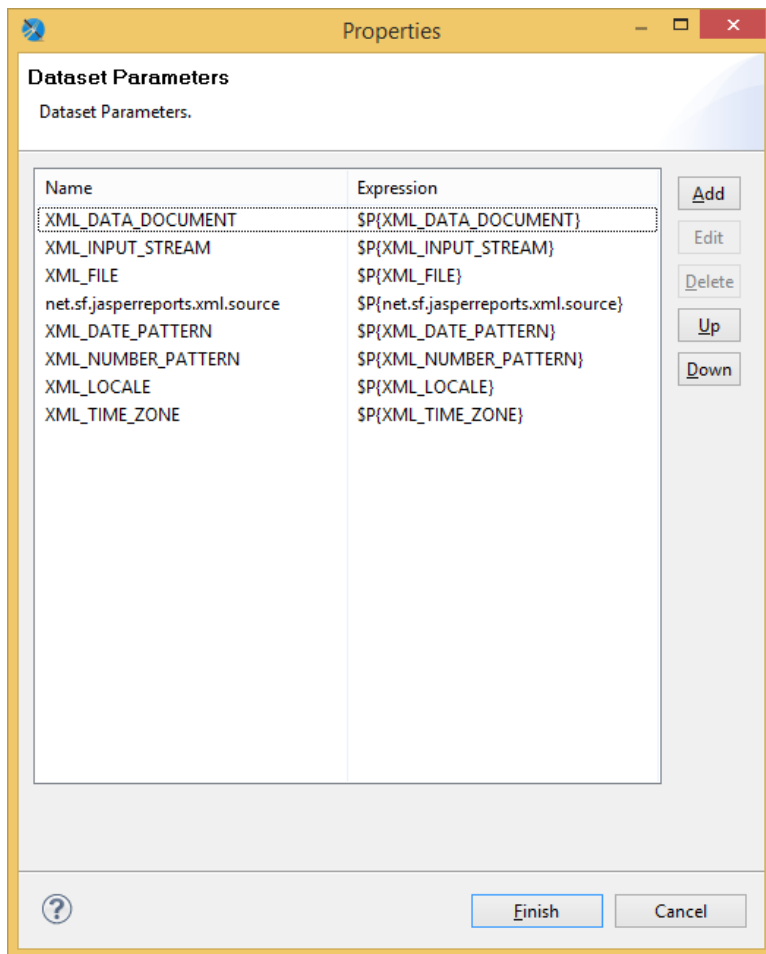 Properties
Dataset Parameters
Dataset Parameters.
Name Expression
XML_DATA_DOCUMENT $P{XML_DATA_DOCUMENT}
XML_INPUT_STREAM $P{XML_INPUT_STREAM}
XML_FILE $P{XML_FILE}
net.sf.jasperreports.xml.source $P{net.sf.jasperreports.xml.source}
XML_DATE_PATTERN $P{XML_DATE_PATTERN}
XML_NUMBER_PATTERN $P{XML_NUMBER_PATTERN}
XML_LOCALE $P{XML_LOCALE}
XML_TIME_ZONE $P{XML_TIME_ZONE}
Add
Edit
Delete
Up
Down
?
Finish Cancel